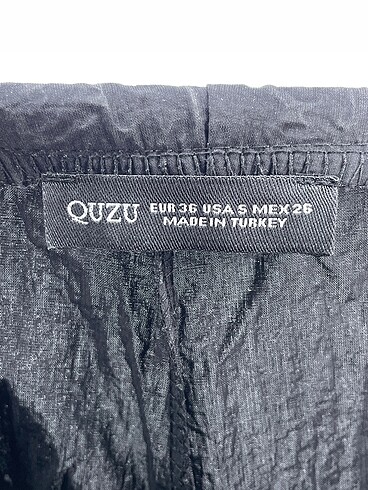 QUZU EUR 36 USA S MEX 26
MADE IN TURKEY